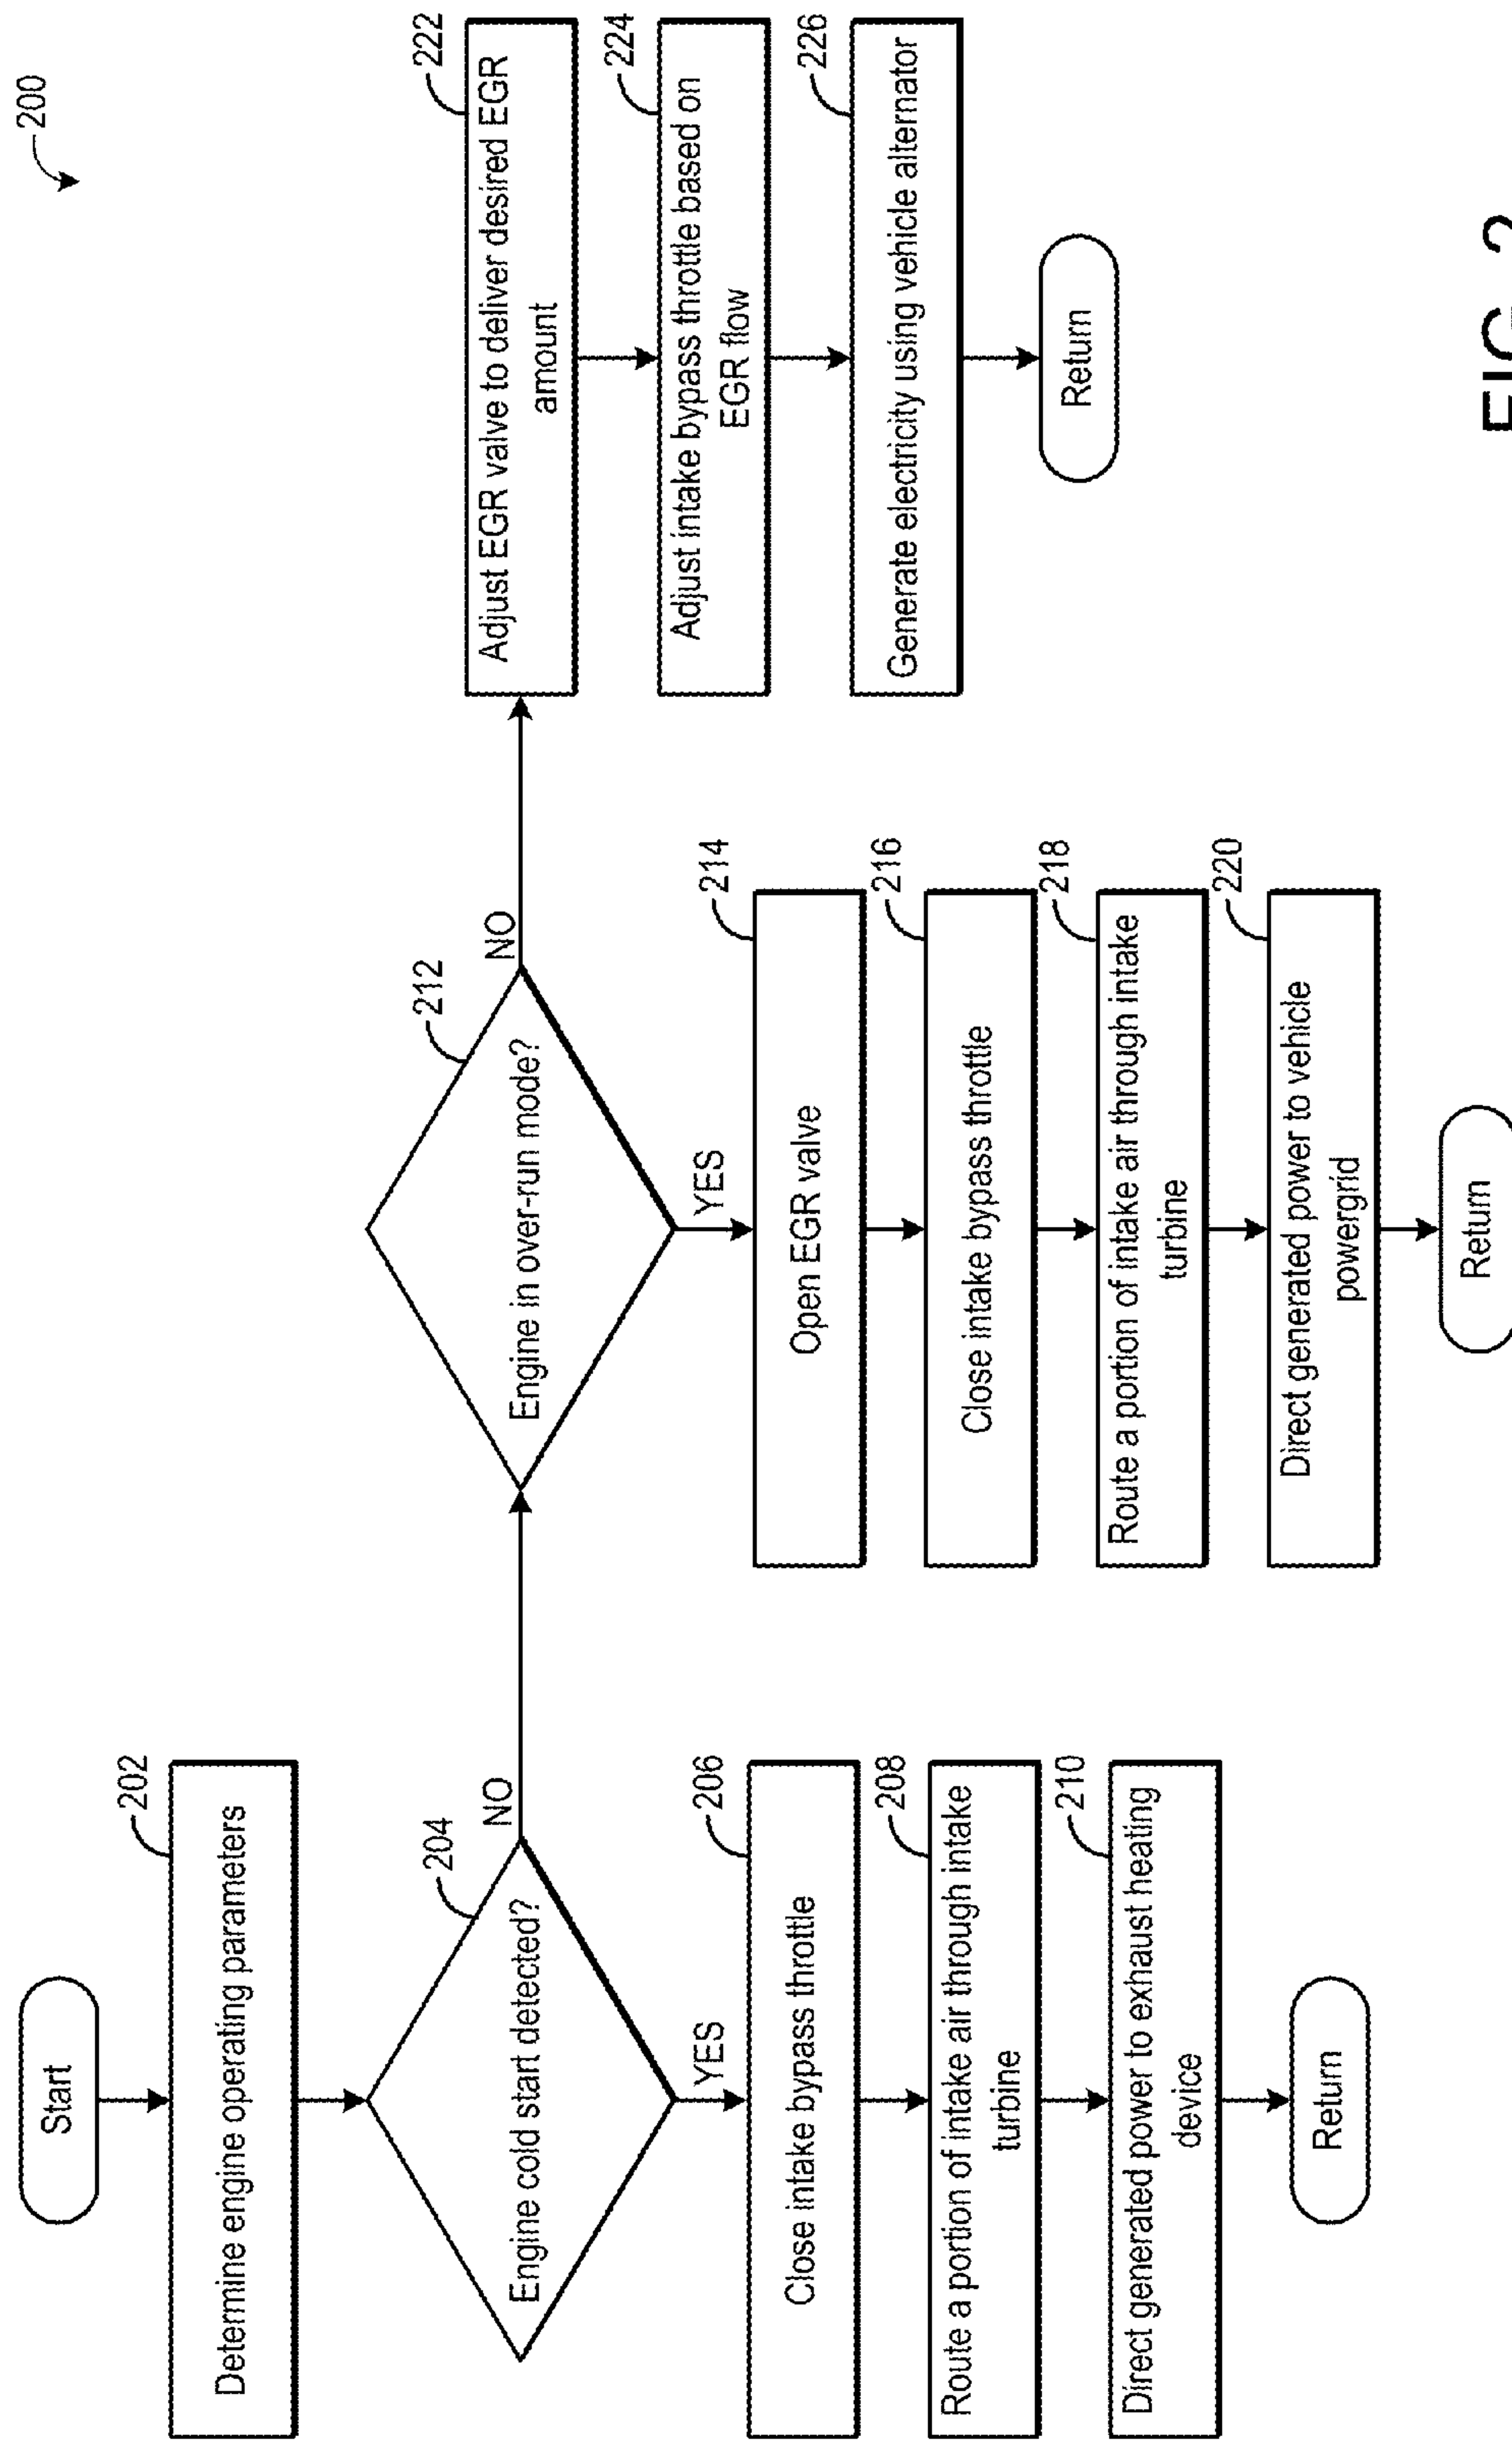 200
Start
202
Determine engine operating parameters
204
Engine cold start detected?
NO
YES
206
Close intake bypass throttle
208
Route a portion of intake air through intake
turbine
210
Direct generated power to exhaust heating
device
Return
212
Engine in over-run mode?
NO
YES
214
Open EGR valve
216
Close intake bypass throttle
218
Route a portion of intake air through intake
turbine
220
Direct generated power to vehicle
powergrid
Return
222
Adjust EGR valve to deliver desired EGR
amount
224
Adjust intake bypass throttle based on
EGR flow
226
Generate electricity using vehicle alternator
Return
FIG. 2